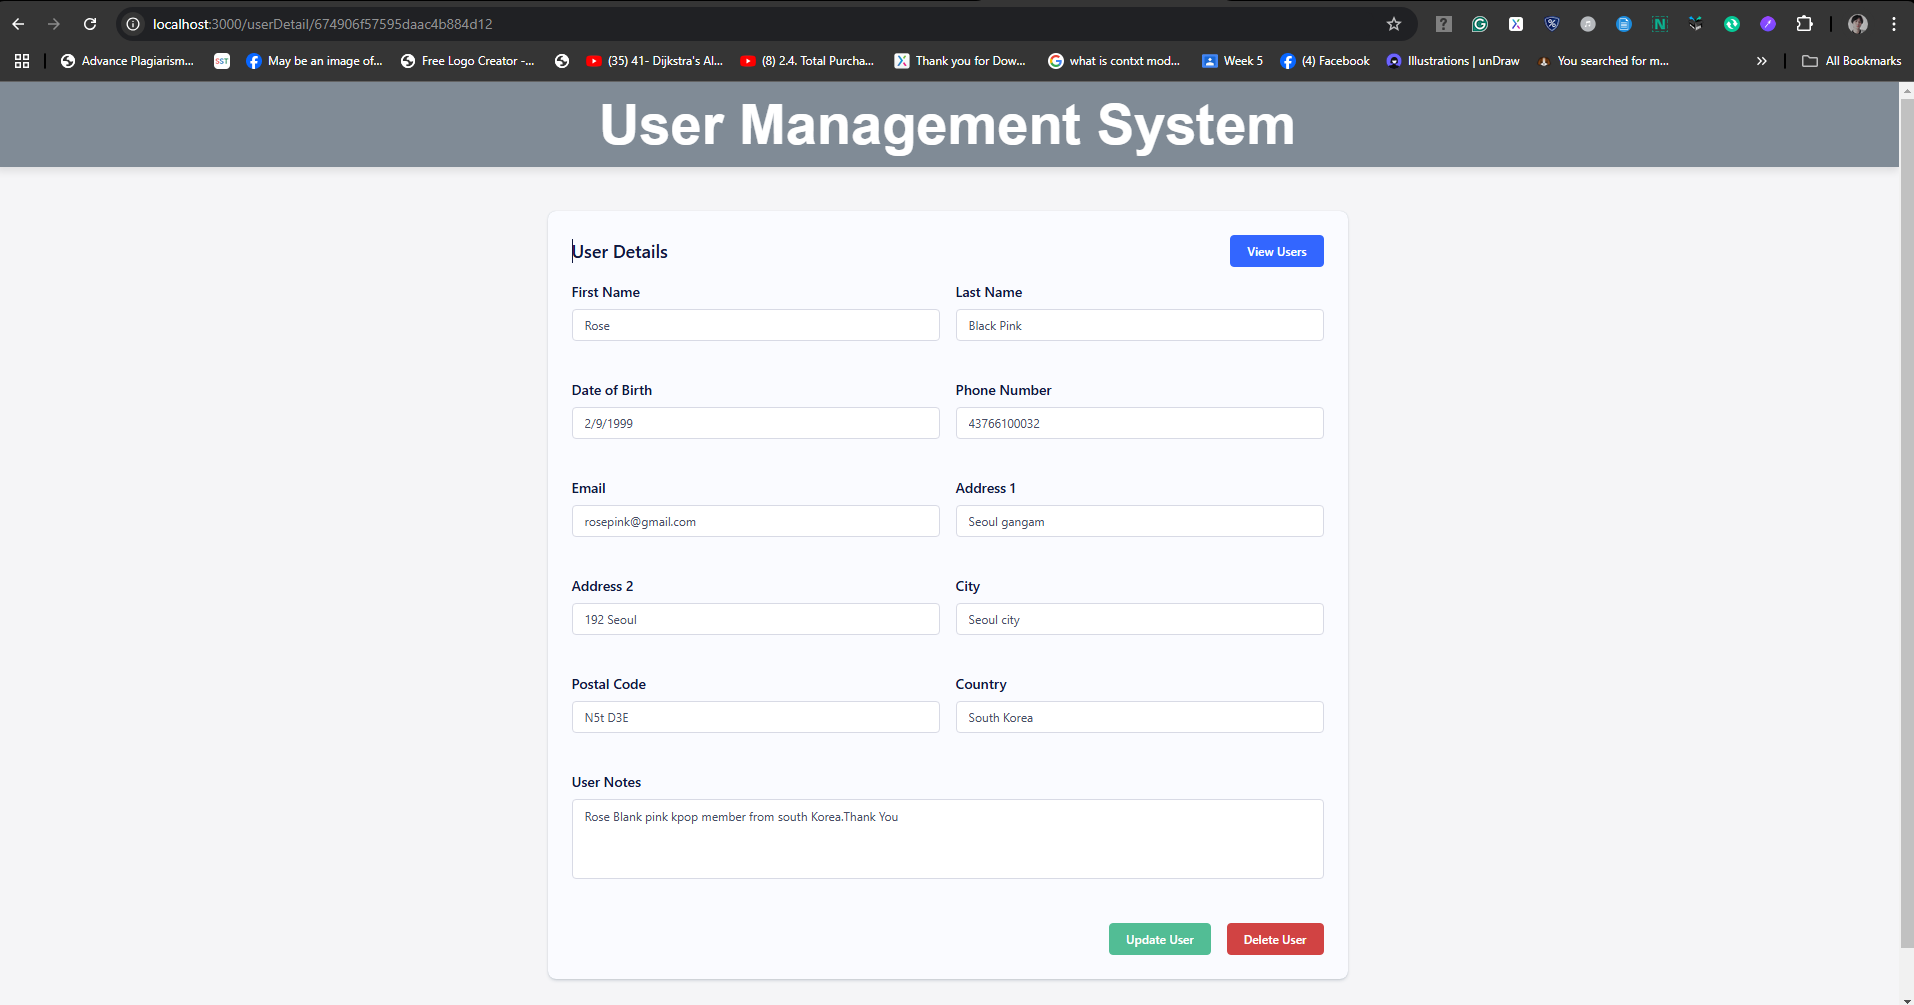 localhost:3000/userDetail/674906f57595daac4b884d12
Advance Plagiarism... SST May be an image of... Free Logo Creator -... (35) 41- Dijkstra's Al... (8) 2.4. Total Purcha... Thank you for Dow... what is contxt mod... Week 5 (4) Facebook Illustrations | unDraw You searched for m... » All Bookmarks
User Management System
User Details View Users
First Name Last Name
Rose Black Pink
Date of Birth Phone Number
2/9/1999 43766100032
Email Address 1
rosepink@gmail.com Seoul gangam
Address 2 City
192 Seoul Seoul city
Postal Code Country
N5t D3E South Korea
User Notes
Rose Blank pink kpop member from south Korea.Thank You
Update User Delete User